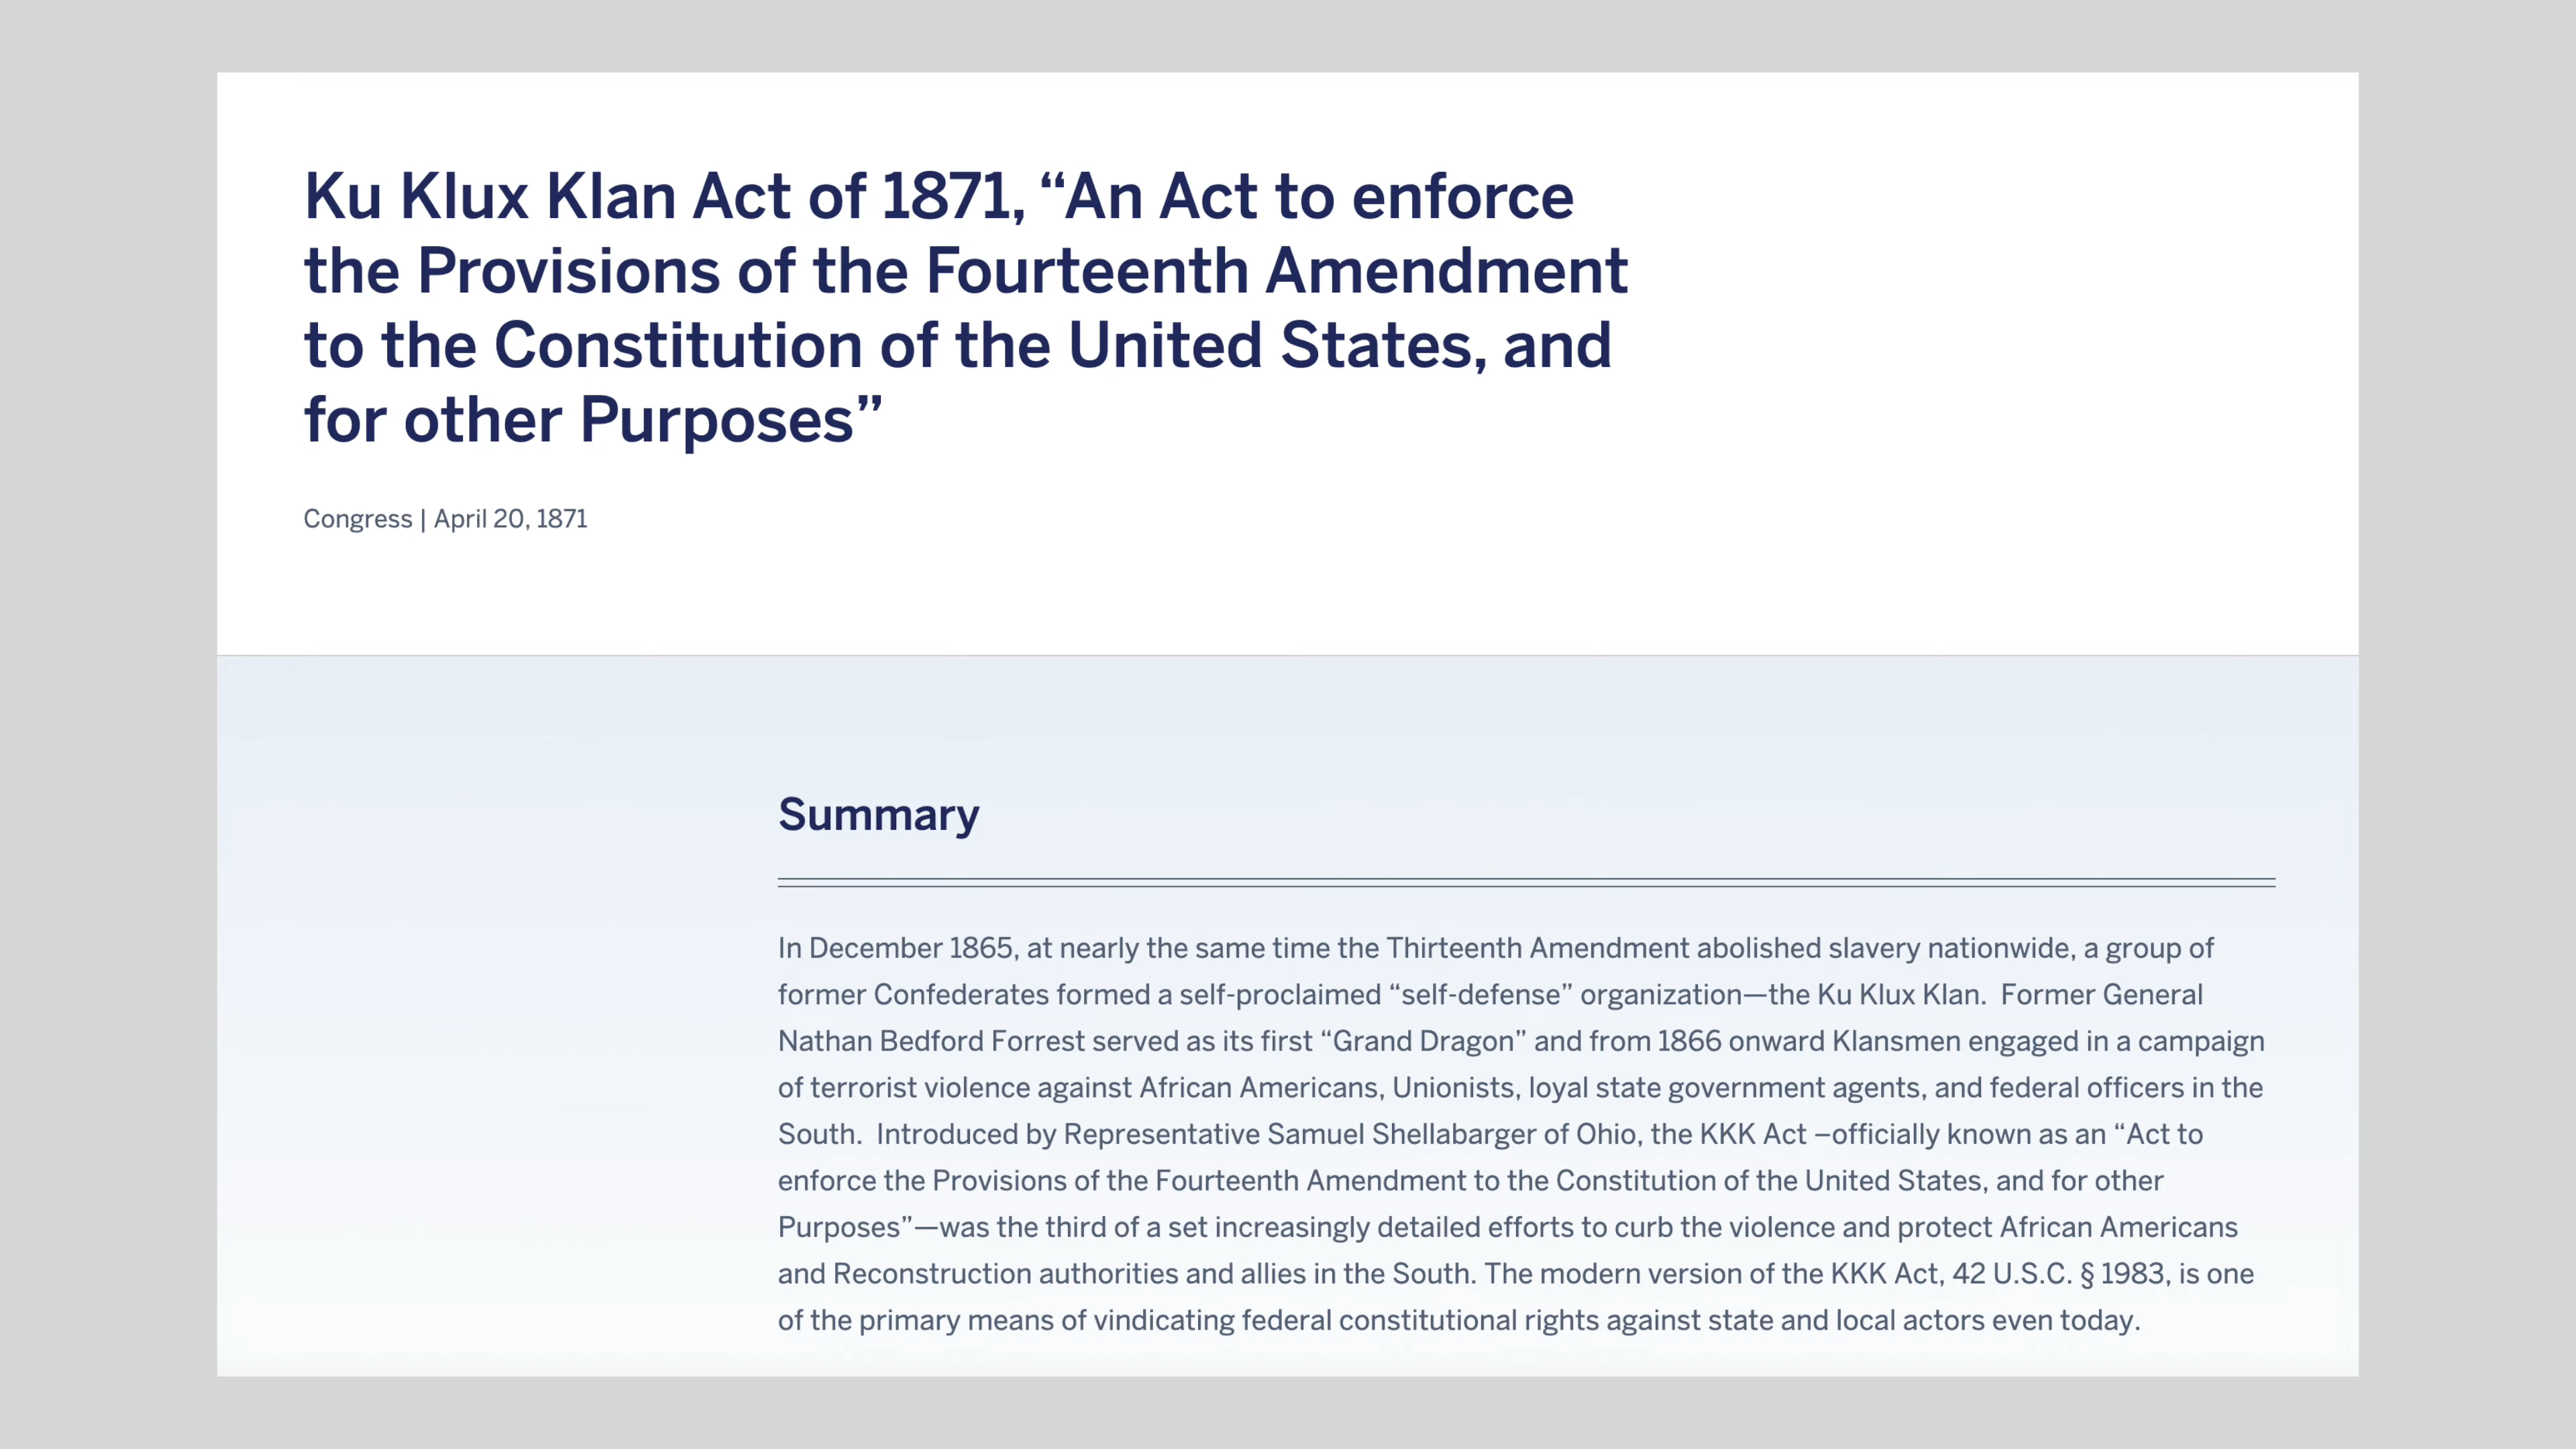 Ku Klux Klan Act of 1871, “An Act to enforce
the Provisions of the Fourteenth Amendment
to the Constitution of the United States, and
for other Purposes”
Congress | April 20, 1871
Summary
In December 1865, at nearly the same time the Thirteenth Amendment abolished slavery nationwide, a group of
former Confederates formed a self-proclaimed “self-defense” organization—the Ku Klux Klan.  Former General
Nathan Bedford Forrest served as its first “Grand Dragon” and from 1866 onward Klansmen engaged in a campaign
of terrorist violence against African Americans, Unionists, loyal state government agents, and federal officers in the
South.  Introduced by Representative Samuel Shellabarger of Ohio, the KKK Act –officially known as an “Act to
enforce the Provisions of the Fourteenth Amendment to the Constitution of the United States, and for other
Purposes”—was the third of a set increasingly detailed efforts to curb the violence and protect African Americans
and Reconstruction authorities and allies in the South. The modern version of the KKK Act, 42 U.S.C. § 1983, is one
of the primary means of vindicating federal constitutional rights against state and local actors even today.